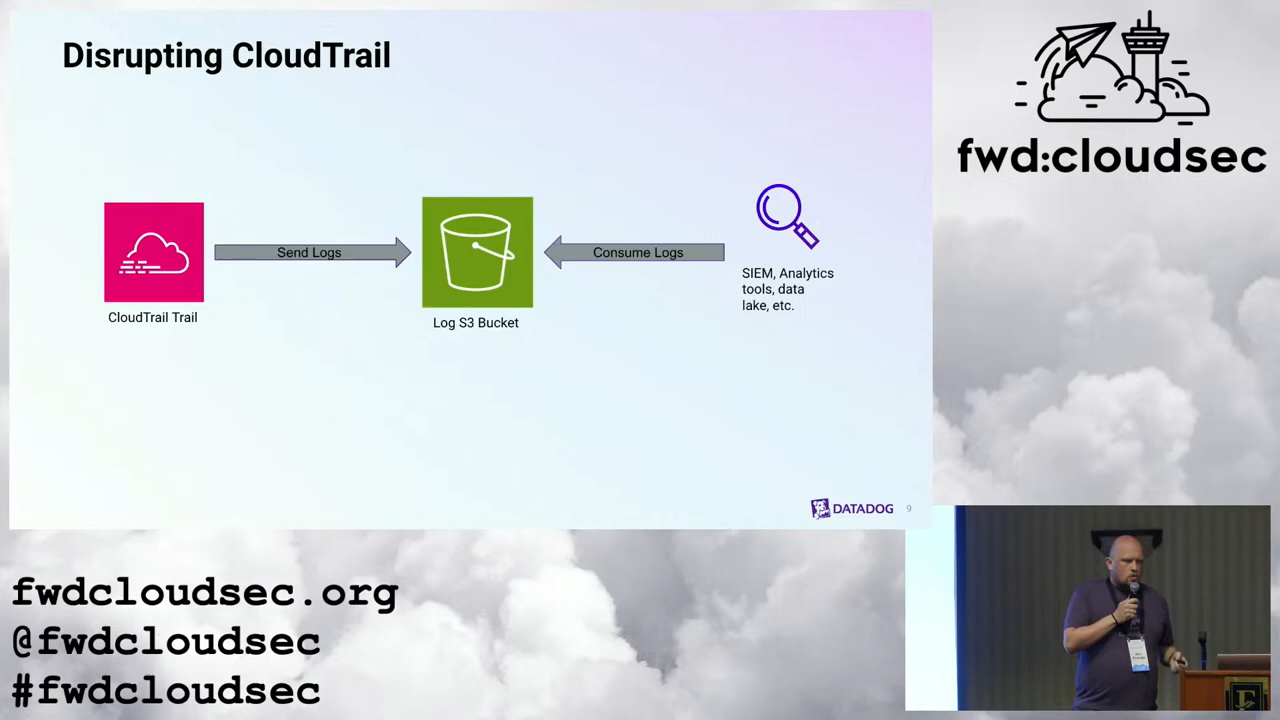 Disrupting CloudTrail
Send Logs
Consume Logs
CloudTrail Trail
Log S3 Bucket
SIEM, Analytics
tools, data
lake, etc.
DATADOG
9
fwd:cloudsec
fwdcloudsec.org
@fwdcloudsec
#fwdcloudsec